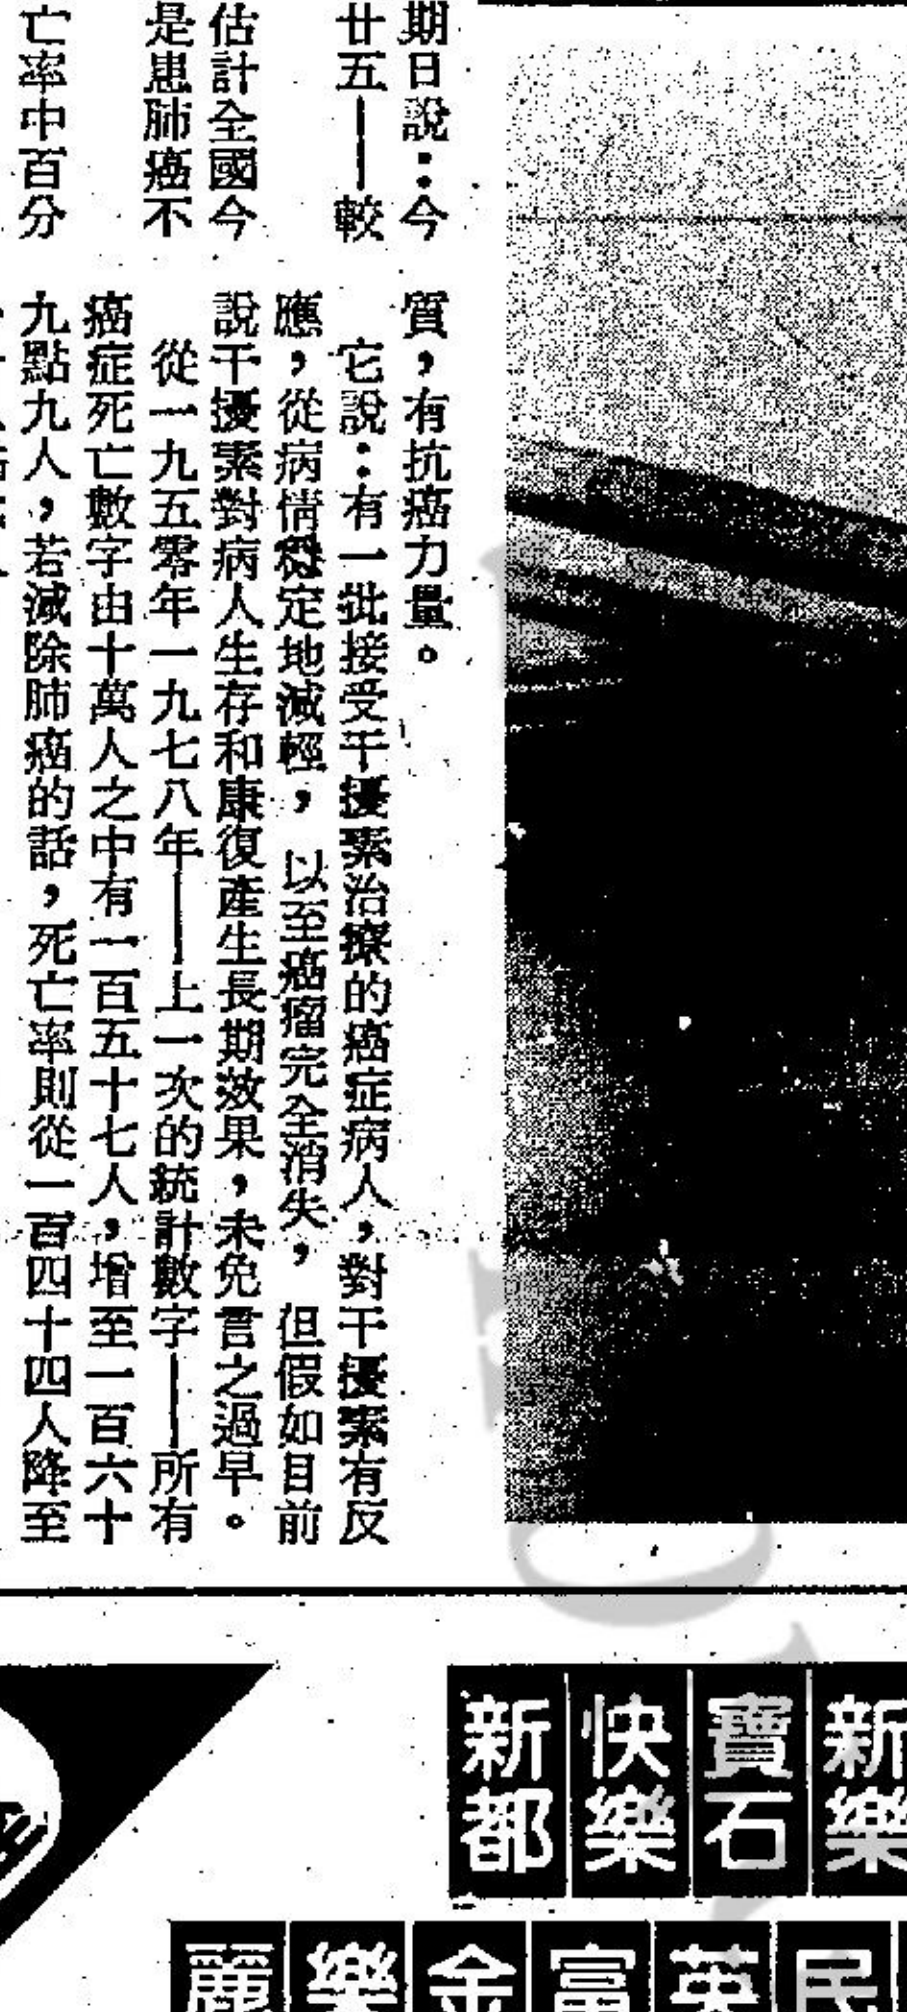 期日說：今
廿五——較
估計全國今
是患肺癌不
亡率中百分
質，有抗癌力量。
它說：有一批接受干擾素治療的癌症病人，對干擾素有反
應，從病情穩定地減輕，以至癌瘤完全消失，但假如目前
說干擾素對病人生存和康復產生長期效果，未免言之過早。
從一九五零年一九七八年——上一次的統計數字——所有
癌症死亡數字由十萬人之中有一百五十七人，增至一百六十
九點九人，若減除肺癌的話，死亡率則從一百四十四人降至
新樂
寶石
快樂
新都
民
英
富
金
樂
麗